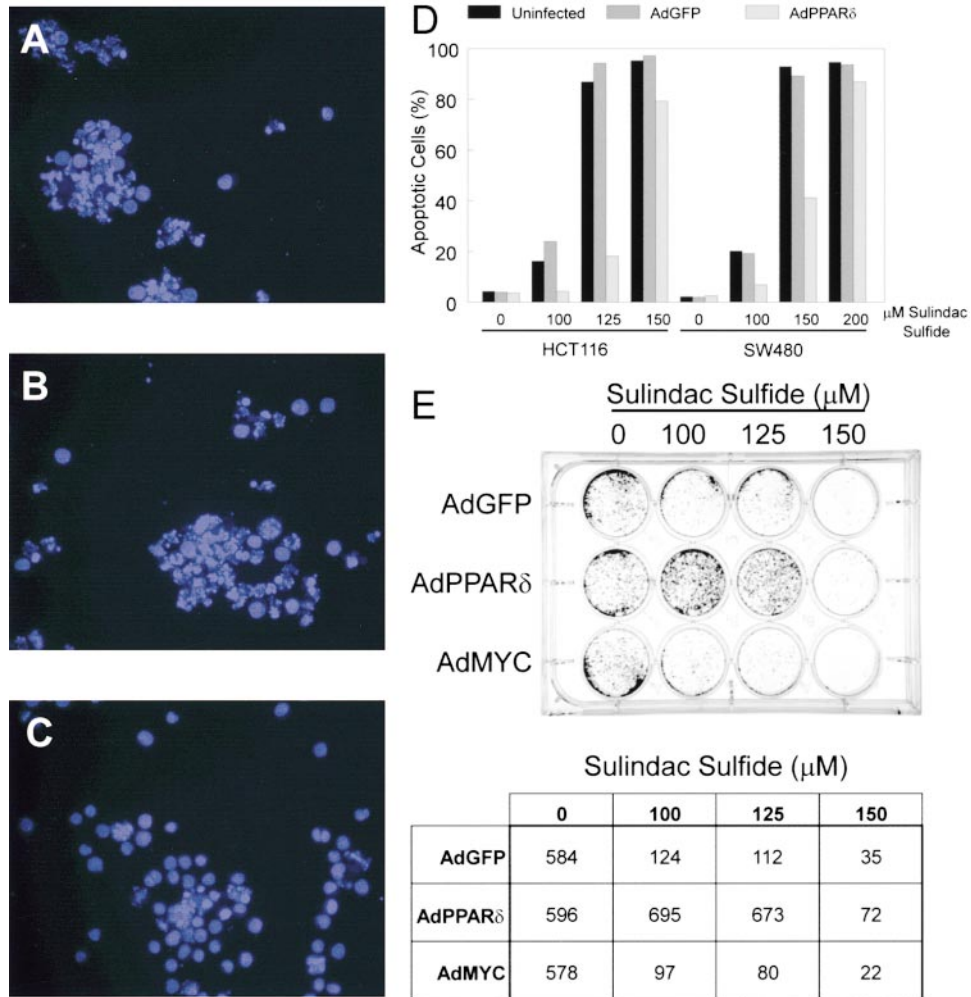 A
B
C
D
Uninfected AdGFP AdPPARδ
Apoptotic Cells (%)
100
80
60
40
20
0
0 100 125 150 0 100 150 200
μM Sulindac
Sulfide
HCT116 SW480
E
Sulindac Sulfide (μM)
0 100 125 150
AdGFP
AdPPARδ
AdMYC
Sulindac Sulfide (μM)
0 100 125 150
AdGFP 584 124 112 35
AdPPARδ 596 695 673 72
AdMYC 578 97 80 22